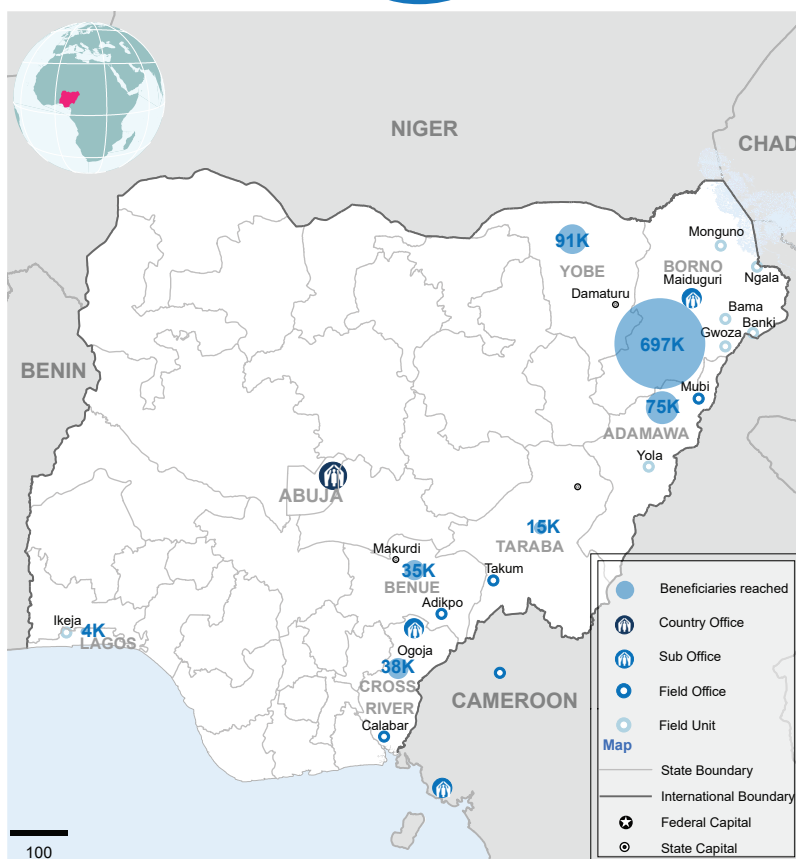 NIGER
CHAD
Monguno
91K
BORNO
YOBE
Maiduguri
Ngala
Damaturu
Bama
Banki
Gwoza
697K
BENIN
Mubi
75K
ADAMAWA
Yola
ABUJA
15K
TARABA
Makurdi
35K
Takum
BENUE
Adikpo
Ikeja
4K
LAGOS
Ogoja
38K
CROSS
RIVER
CAMEROON
Calabar
Beneficiaries reached
Country Office
Sub Office
Field Office
Field Unit
Map
State Boundary
International Boundary
Federal Capital
State Capital
100